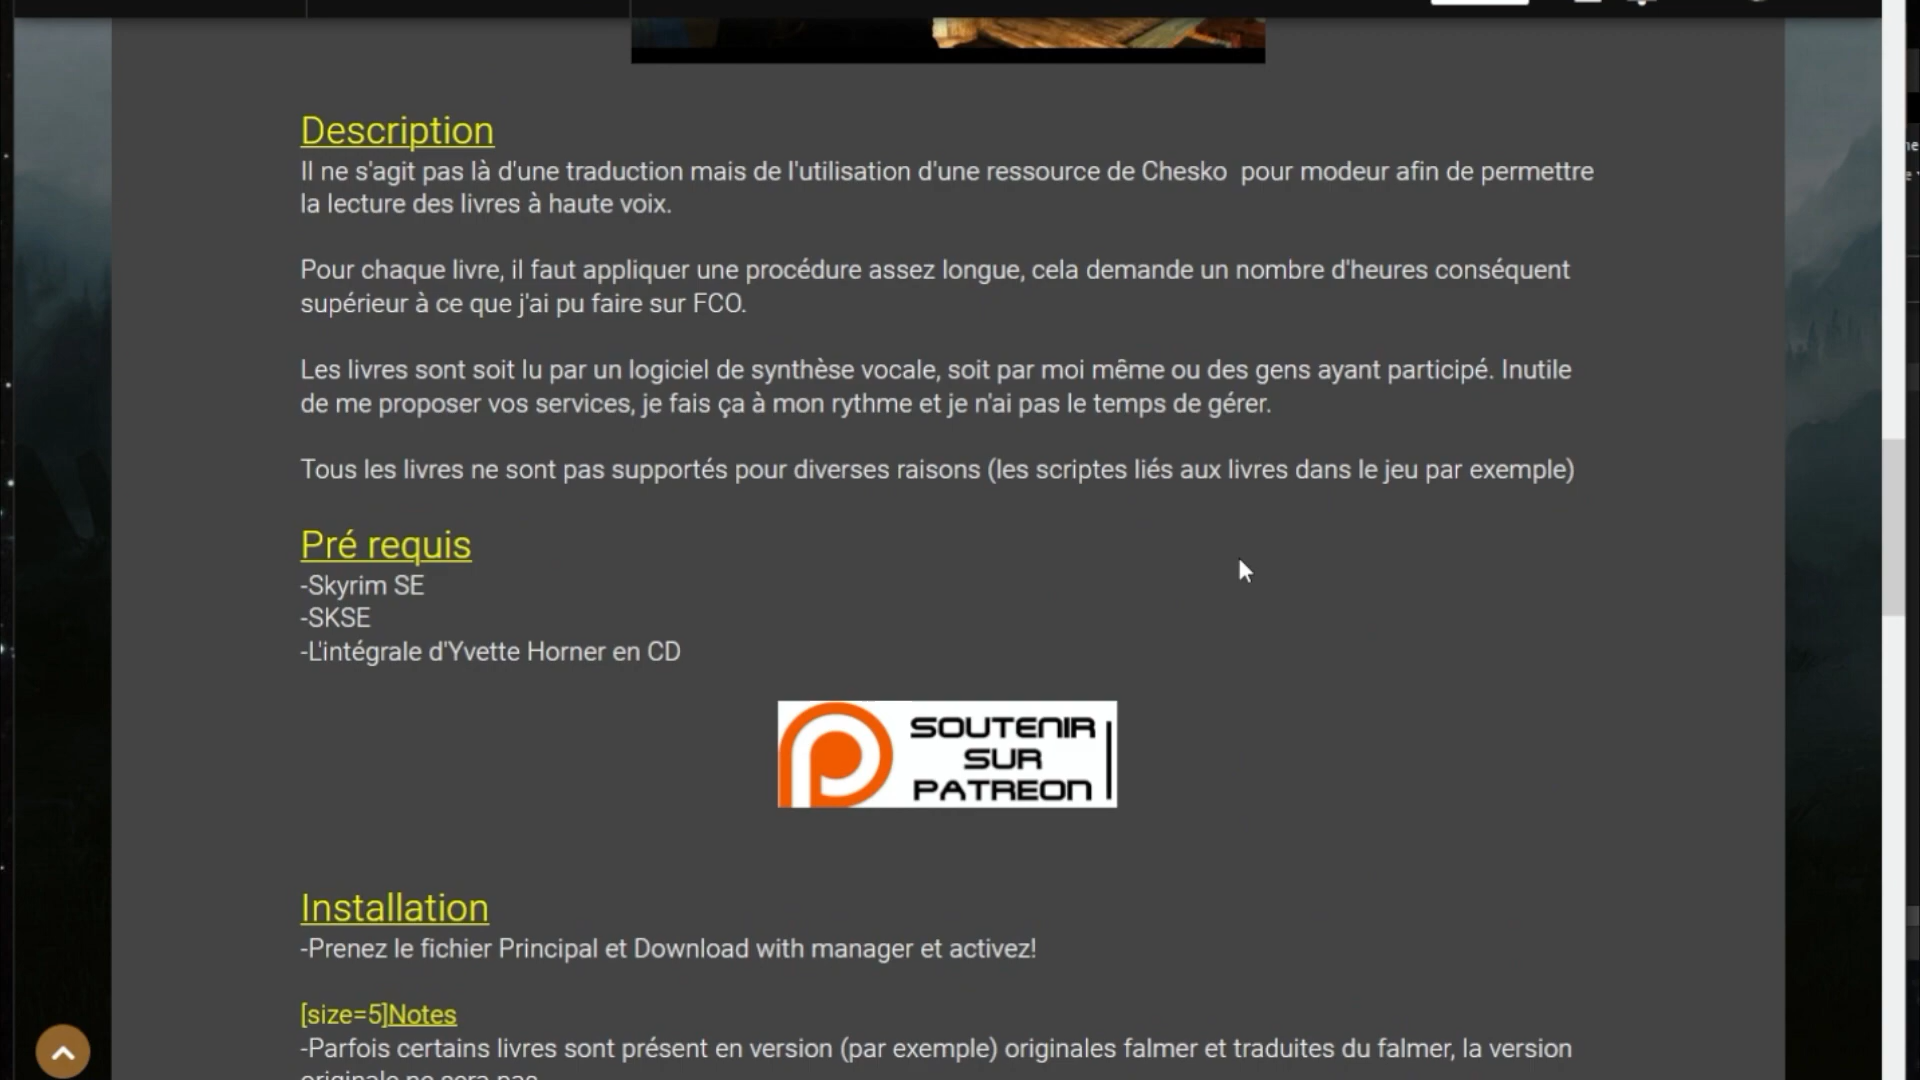 Description
Il ne s'agit pas là d'une traduction mais de l'utilisation d'une ressource de Chesko  pour modeur afin de permettre
la lecture des livres à haute voix.
Pour chaque livre, il faut appliquer une procédure assez longue, cela demande un nombre d'heures conséquent
supérieur à ce que j'ai pu faire sur FCO.
Les livres sont soit lu par un logiciel de synthèse vocale, soit par moi même ou des gens ayant participé. Inutile
de me proposer vos services, je fais ça à mon rythme et je n'ai pas le temps de gérer.
Tous les livres ne sont pas supportés pour diverses raisons (les scriptes liés aux livres dans le jeu par exemple)
Pré requis
-Skyrim SE
-SKSE
-L'intégrale d'Yvette Horner en CD
SOUTENIR
SUR
PATREON
Installation
-Prenez le fichier Principal et Download with manager et activez!
[size=5]Notes
-Parfois certains livres sont présent en version (par exemple) originales falmer et traduites du falmer, la version
originale ne sera pas